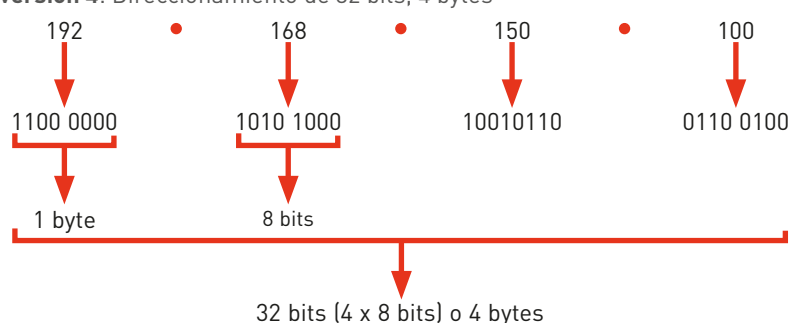 versión 4: Direccionamiento de 32 bits, 4 bytes
192 • 168 • 150 • 100
1100 0000 1010 1000 10010110 0110 0100
1 byte 8 bits
32 bits (4 x 8 bits) o 4 bytes